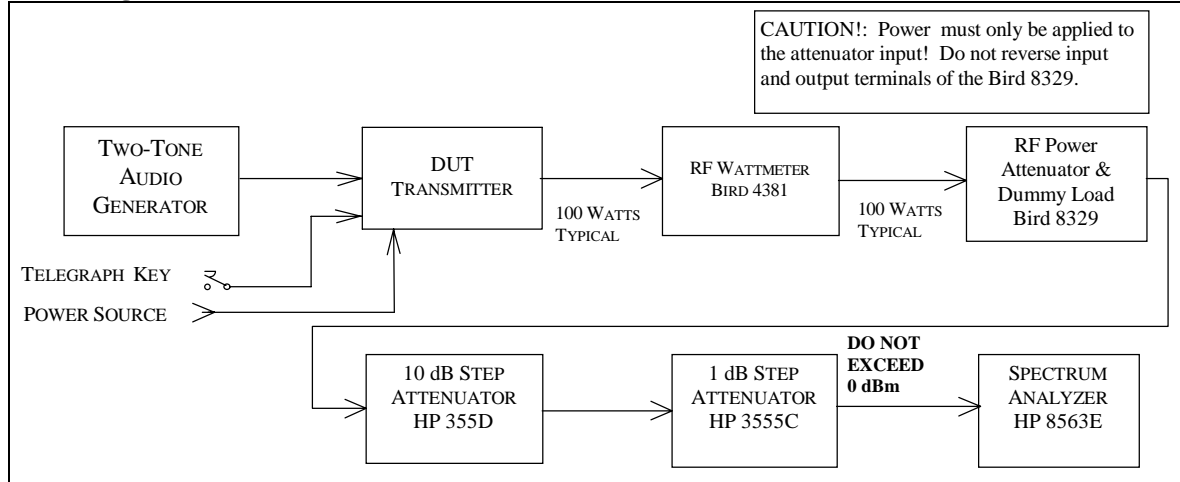 CAUTION!: Power must only be applied to
the attenuator input! Do not reverse input
and output terminals of the Bird 8329.
TWO-TONE
AUDIO
GENERATOR
DUT
TRANSMITTER
RF WATTMETER
BIRD 4381
RF Power
Attenuator &
Dummy Load
Bird 8329
100 WATTS
TYPICAL
100 WATTS
TYPICAL
TELEGRAPH KEY
POWER SOURCE
10 dB STEP
ATTENUATOR
HP 355D
1 dB STEP
ATTENUATOR
HP 3555C
DO NOT
EXCEED
0 dBm
SPECTRUM
ANALYZER
HP 8563E